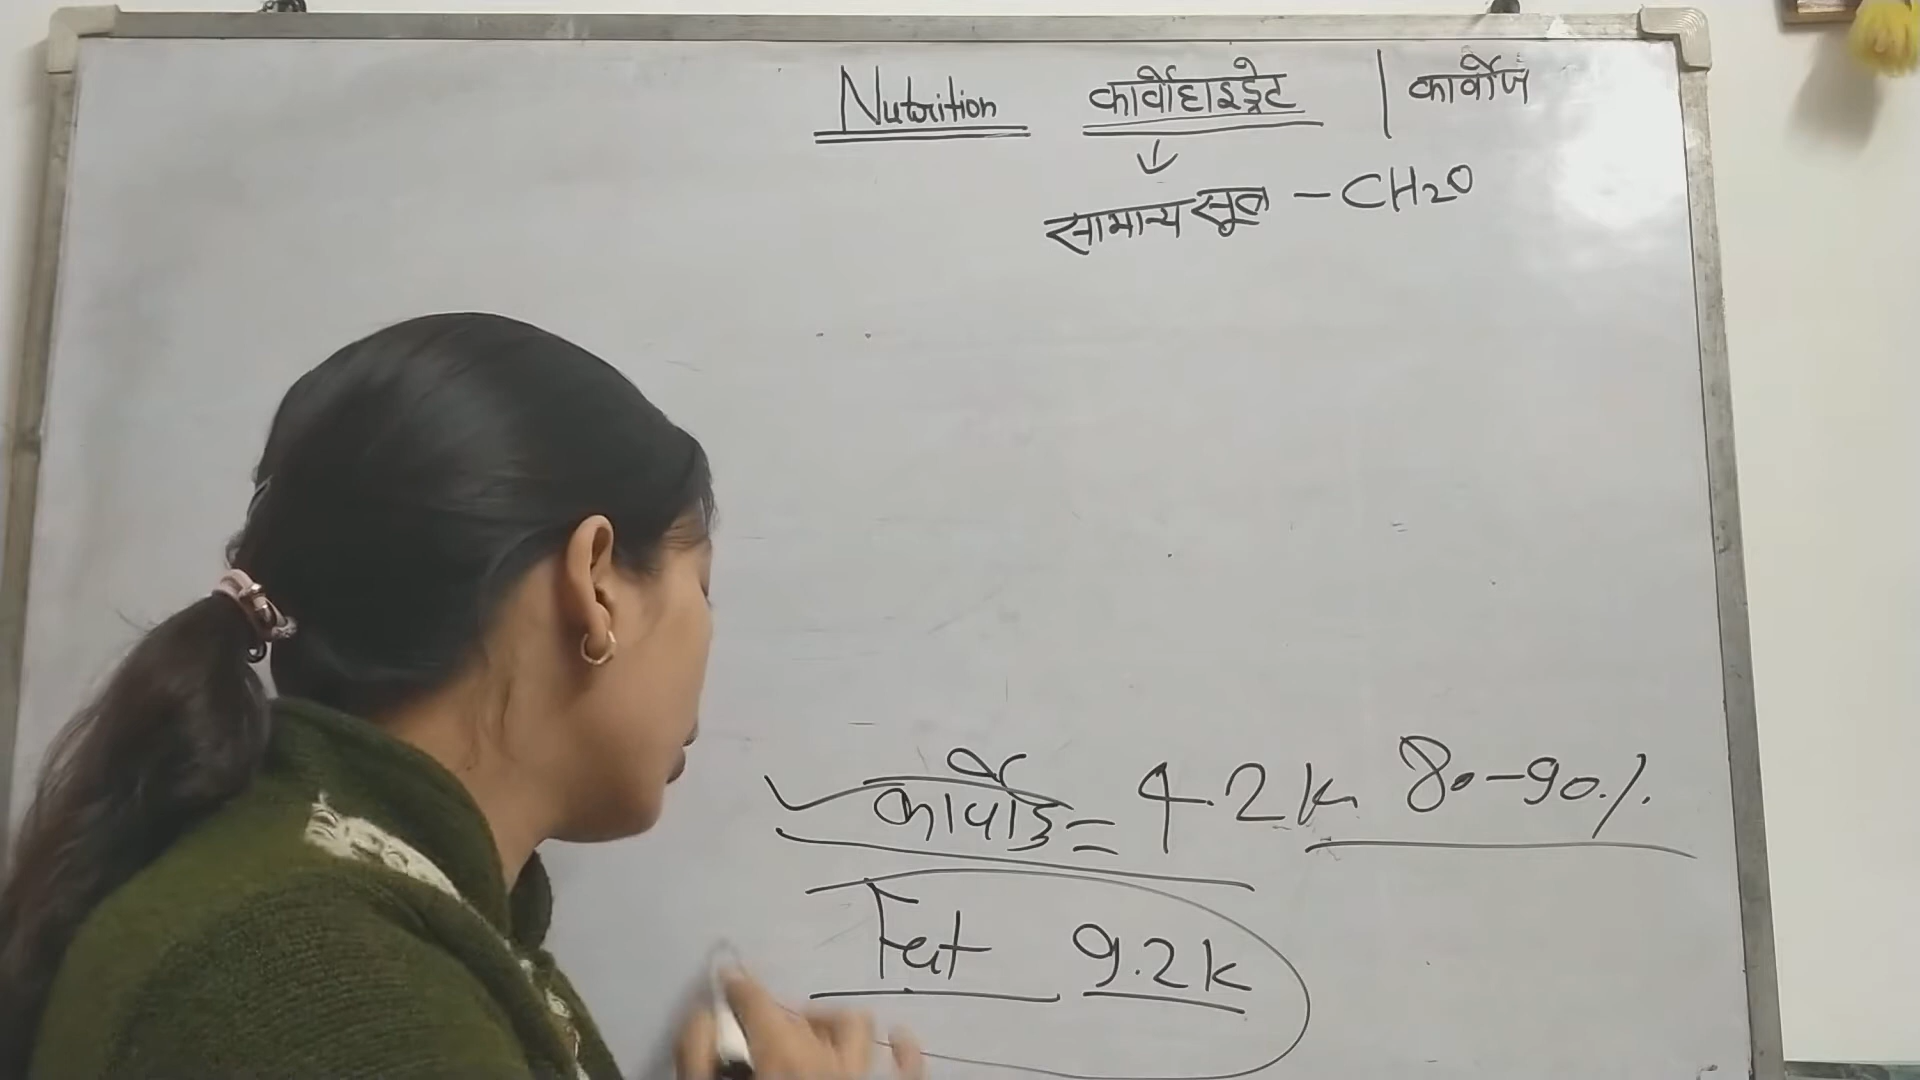 Nutrition कार्वोहाइड्रेट | कार्वोज
सामान्य सूत्र - CH2O
कार्वोह = 4.2k 80-90%
Fat 9.2k